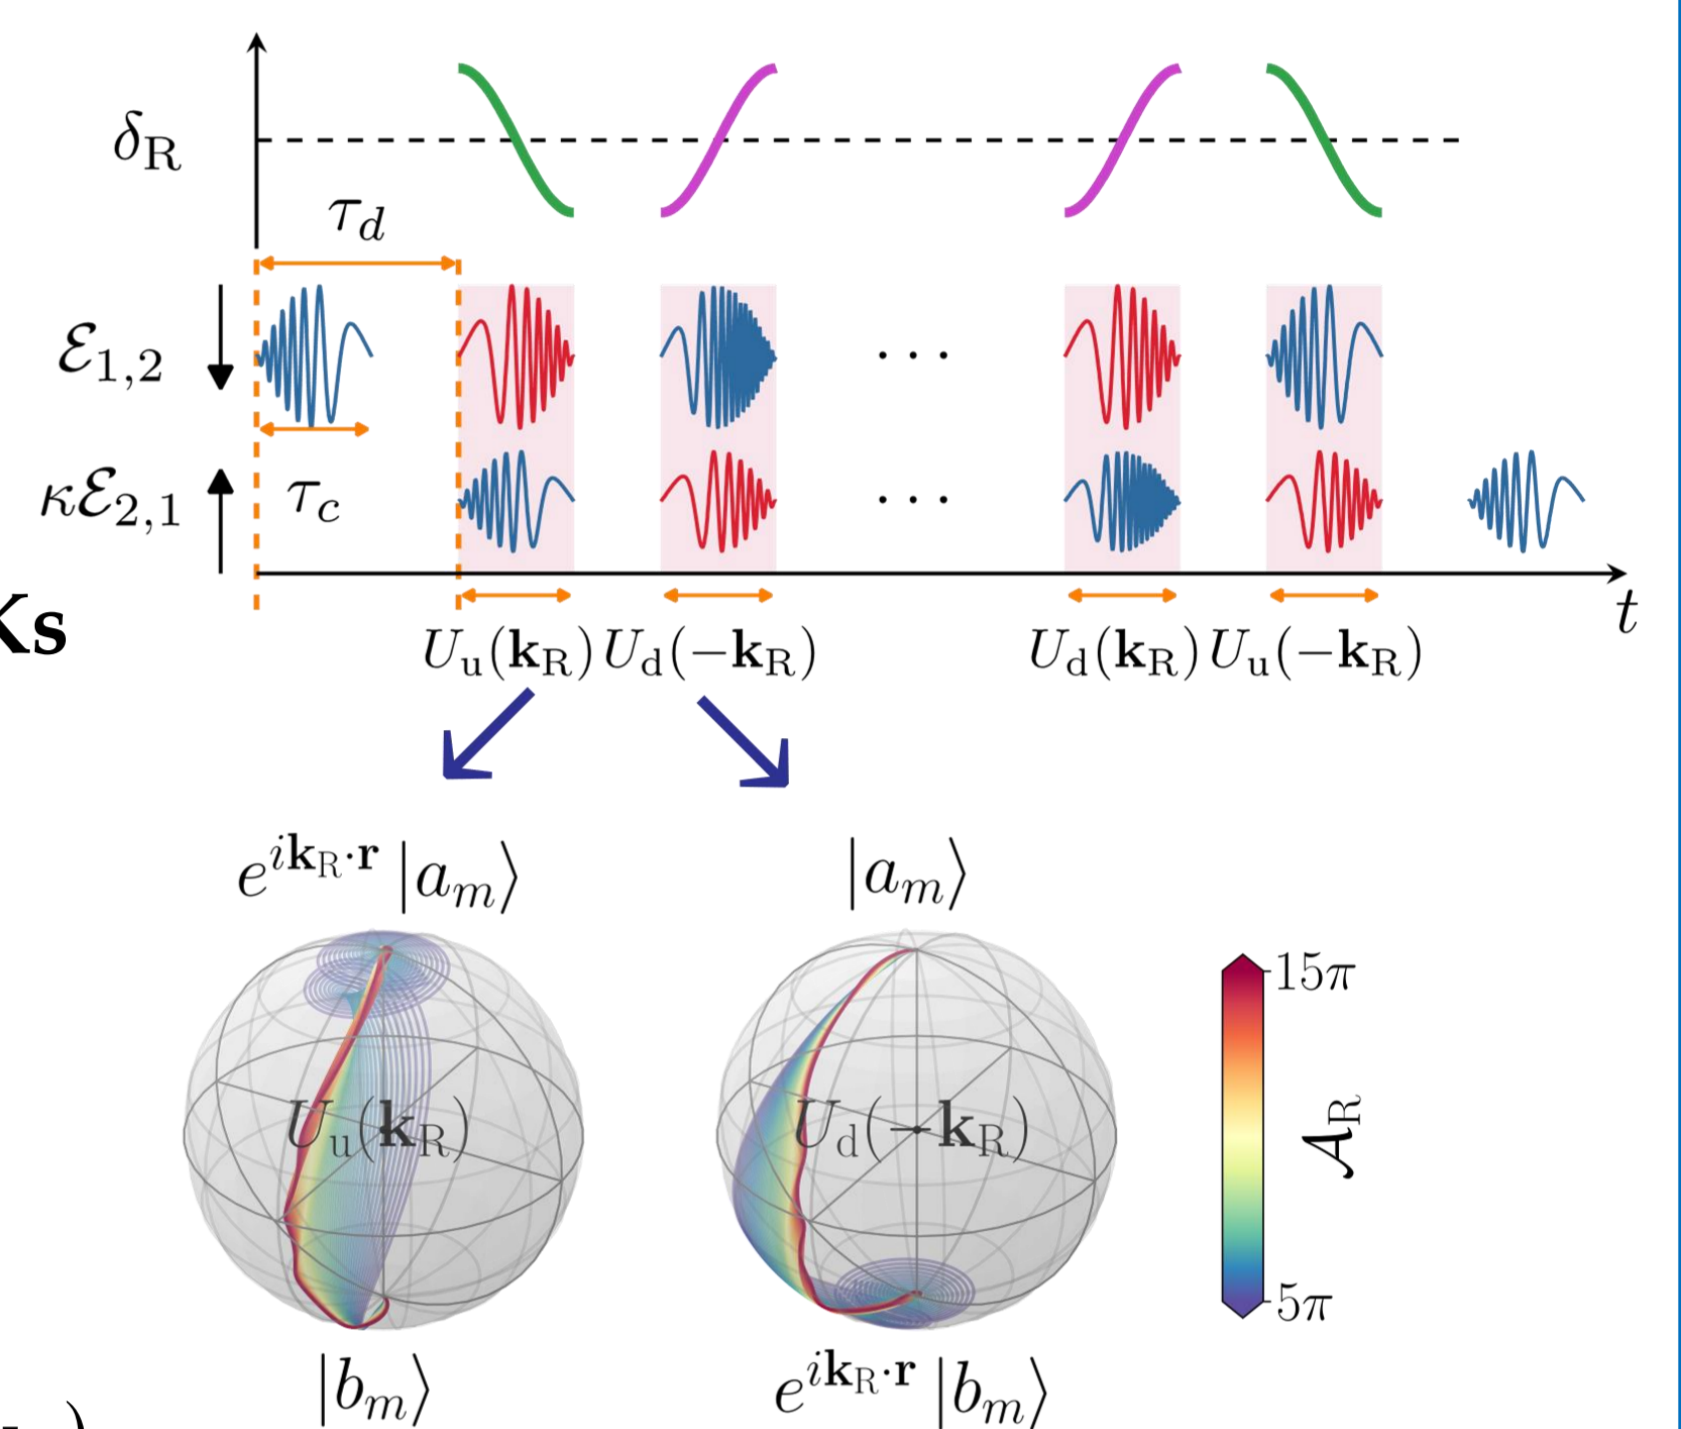 δ_R
τ_d
ℰ_{1,2}
κℰ_{2,1}
τ_c
...
...
t
Ks
U_u(𝐤_R) U_d(−𝐤_R) U_d(𝐤_R) U_u(−𝐤_R)
e^{i𝐤_R·𝐫} |a_m⟩
|a_m⟩
U_u(𝐤_R)
U_d(−𝐤_R)
15π
𝒜_R
5π
|b_m⟩
e^{i𝐤_R·𝐫} |b_m⟩